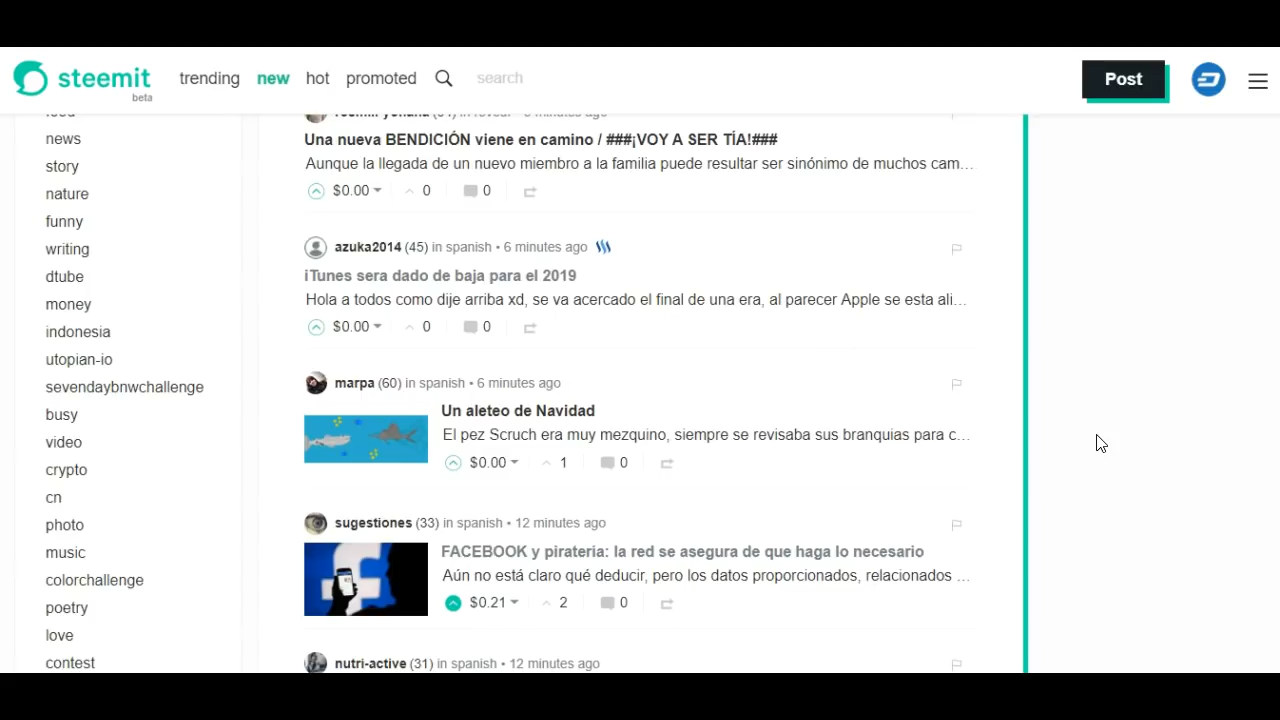 steemit
beta
trending new hot promoted search
Post
news
story
nature
funny
writing
dtube
money
indonesia
utopian-io
sevendaybnwchallenge
busy
video
crypto
cn
photo
music
colorchallenge
poetry
love
contest
Una nueva BENDICIÓN viene en camino / ###¡VOY A SER TÍA!###
Aunque la llegada de un nuevo miembro a la familia puede resultar ser sinónimo de muchos cam...
$0.00 0 0
azuka2014 (45) in spanish • 6 minutes ago
iTunes sera dado de baja para el 2019
Hola a todos como dije arriba xd, se va acercado el final de una era, al parecer Apple se esta ali...
$0.00 0 0
marpa (60) in spanish • 6 minutes ago
Un aleteo de Navidad
El pez Scruch era muy mezquino, siempre se revisaba sus branquias para c...
$0.00 1 0
sugestiones (33) in spanish • 12 minutes ago
FACEBOOK y pirateria: la red se asegura de que haga lo necesario
Aún no está claro qué deducir, pero los datos proporcionados, relacionados ...
$0.21 2 0
nutri-active (31) in spanish • 12 minutes ago